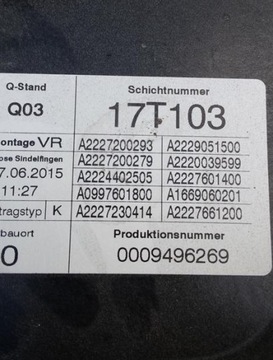 Q-Stand Schichtnummer
Q03 17T103
ontage VR A2227200293 A2229051500
ose Sindelfingen A2227200279 A2220039599
7.06.2015 A2224402505 A2227601400
11:27 A0997601800 A1669060201
tragstyp K A2227230414 A2227661200
bauort Produktionsnummer
0 0009496269